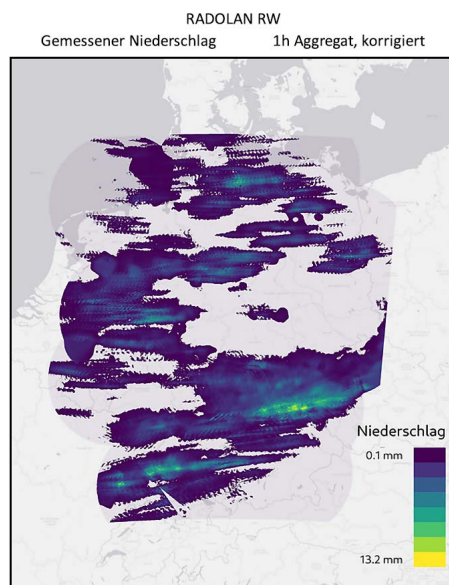 RADOLAN RW
Gemessener Niederschlag 1h Aggregat, korrigiert
Niederschlag
0.1 mm
13.2 mm